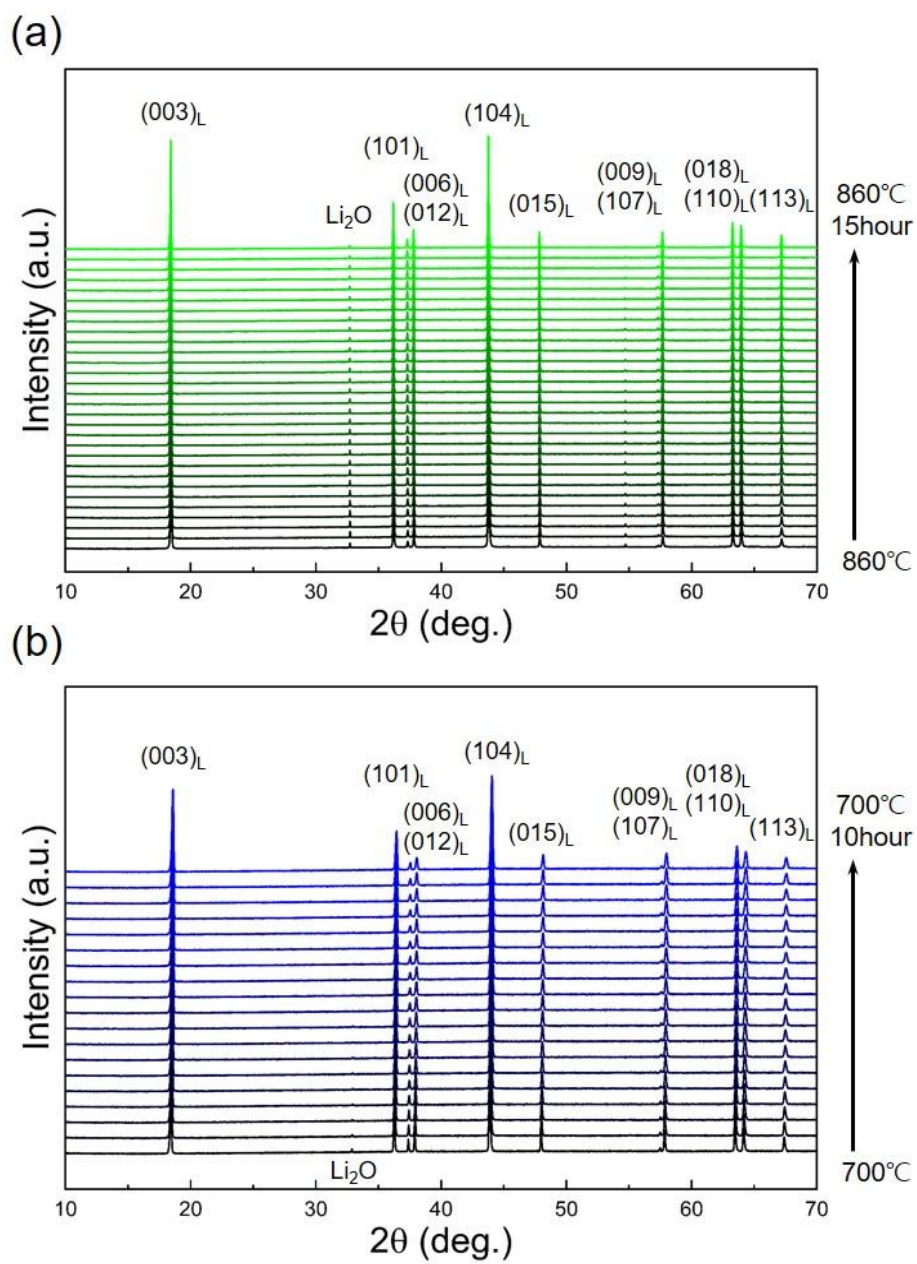 (a)
(003)L
(104)L
(101)L
(006)L
(012)L
Li2O
(015)L
(009)L
(107)L
(018)L
(110)L
(113)L
860℃
15hour
860℃
Intensity (a.u.)
10
20
30
40
50
60
70
2θ (deg.)
(b)
(003)L
(104)L
(101)L
(006)L
(012)L
(015)L
(009)L
(107)L
(018)L
(110)L
(113)L
700℃
10hour
700℃
Li2O
Intensity (a.u.)
10
20
30
40
50
60
70
2θ (deg.)